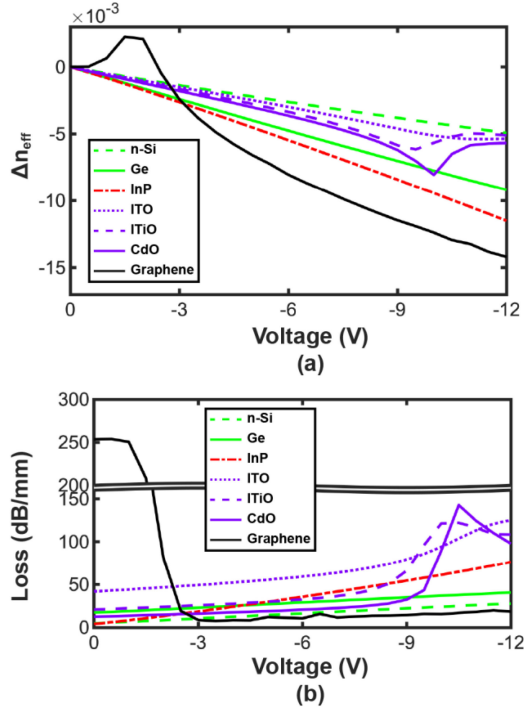 ×10⁻³
0
-5
-10
-15
Δn_eff
n-Si
Ge
InP
ITO
ITiO
CdO
Graphene
0 -3 -6 -9 -12
Voltage (V)
(a)
300
250
200
150
100
50
0
Loss (dB/mm)
n-Si
Ge
InP
ITO
ITiO
CdO
Graphene
0 -3 -6 -9 -12
Voltage (V)
(b)